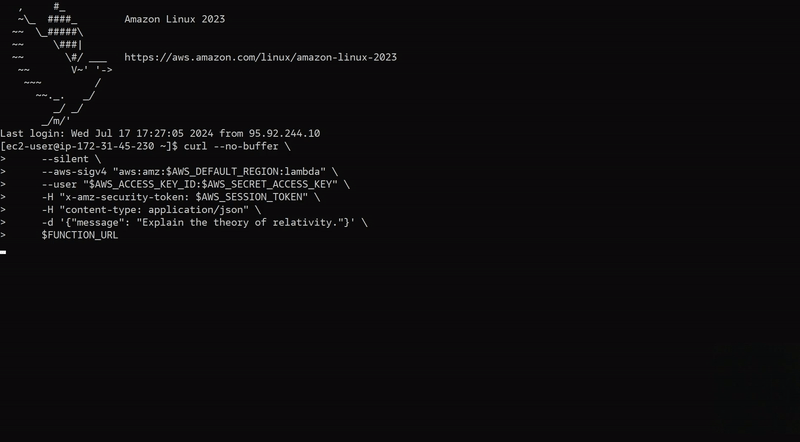 ,     #_
   ~\_  ####_        Amazon Linux 2023
  ~~  \_#####\
  ~~     \###|
  ~~       \#/ ___   https://aws.amazon.com/linux/amazon-linux-2023
   ~~       V~' '->
    ~~~         /
      ~~._.   _/
         _/ _/
       _/m/'
Last login: Wed Jul 17 17:27:05 2024 from 95.92.244.10
[ec2-user@ip-172-31-45-230 ~]$ curl --no-buffer \
>      --silent \
>      --aws-sigv4 "aws:amz:$AWS_DEFAULT_REGION:lambda" \
>      --user "$AWS_ACCESS_KEY_ID:$AWS_SECRET_ACCESS_KEY" \
>      -H "x-amz-security-token: $AWS_SESSION_TOKEN" \
>      -H "content-type: application/json" \
>      -d '{"message": "Explain the theory of relativity."}' \
>      $FUNCTION_URL